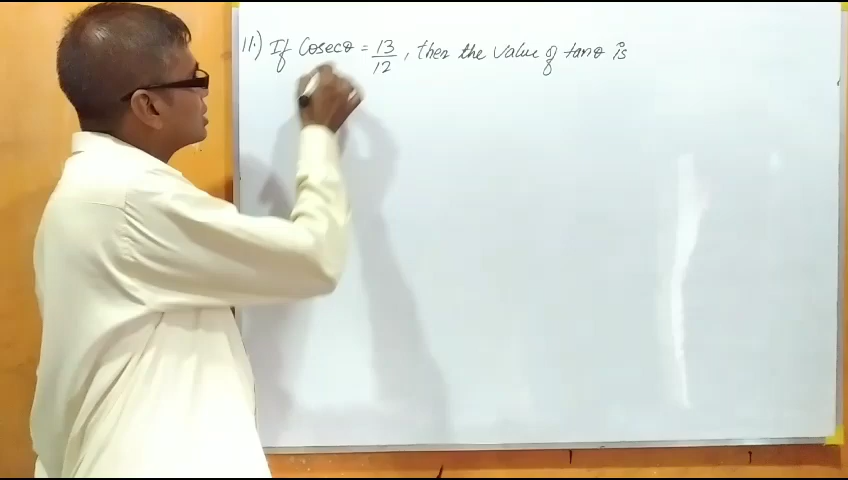 11.) If Cosecθ = 13/12, then the value of tanθ is